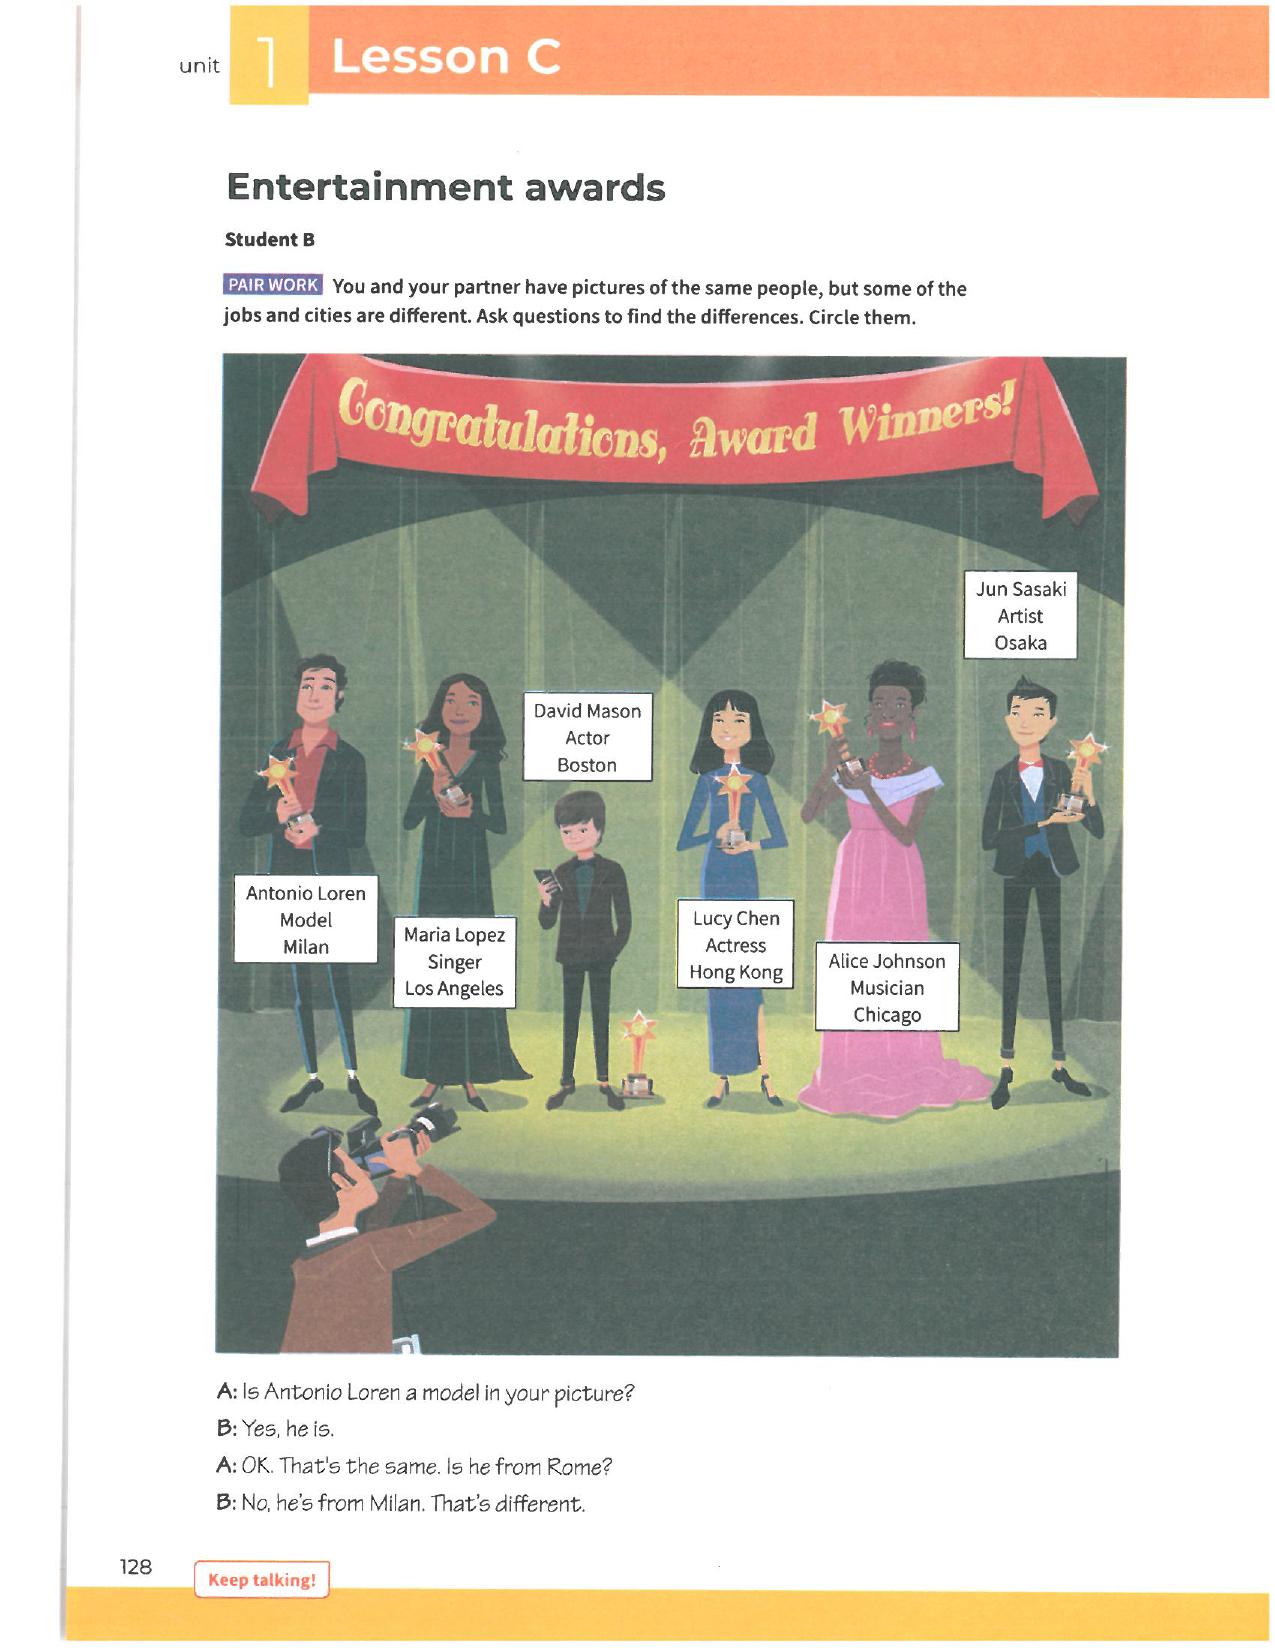 unit 1 Lesson C
Entertainment awards
Student B
PAIR WORK You and your partner have pictures of the same people, but some of the
jobs and cities are different. Ask questions to find the differences. Circle them.
Congratulations, Award Winners!
Jun Sasaki
Artist
Osaka
David Mason
Actor
Boston
Antonio Loren
Model
Milan
Maria Lopez
Singer
Los Angeles
Lucy Chen
Actress
Hong Kong
Alice Johnson
Musician
Chicago
A: Is Antonio Loren a model in your picture?
B: Yes, he is.
A: OK. That's the same. Is he from Rome?
B: No, he's from Milan. That's different.
128
Keep talking!